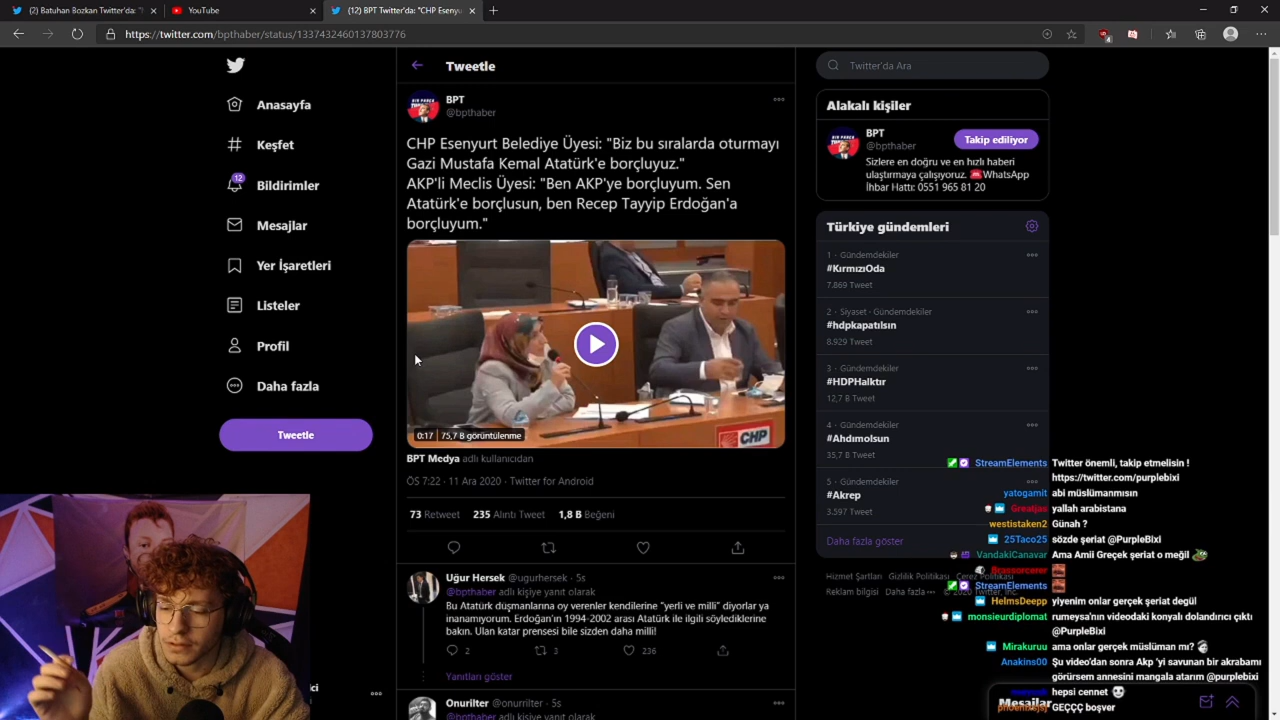 (2) Batuhan Bozkan Twitter'da: "
YouTube
(12) BPT Twitter'da: "CHP Esenyu
https://twitter.com/bpthaber/status/1337432460137803776
Anasayfa
Keşfet
12
Bildirimler
Mesajlar
Yer İşaretleri
Listeler
Profil
Daha fazla
Tweetle
Tweetle
BPT
@bpthaber
CHP Esenyurt Belediye Üyesi: "Biz bu sıralarda oturmayı
Gazi Mustafa Kemal Atatürk'e borçluyuz."
AKP'li Meclis Üyesi: "Ben AKP'ye borçluyum. Sen
Atatürk'e borçlusun, ben Recep Tayyip Erdoğan'a
borçluyum."
CHP
0:17 75,7 B görüntülenme
BPT Medya adlı kullanıcıdan
ÖS 7:22 · 11 Ara 2020 · Twitter for Android
73 Retweet 235 Alıntı Tweet 1,8 B Beğeni
Uğur Hersek @ugurhersek · 5s
@bpthaber adlı kişiye yanıt olarak
Bu Atatürk düşmanlarına oy verenler kendilerine "yerli ve milli" diyorlar ya
inanamıyorum. Erdoğan'ın 1994-2002 arası Atatürk ile ilgili söylediklerine
bakın. Ulan katar prensesi bile sizden daha milli!
2 3 236
Yanıtları göster
Onurilter @onurrilter · 5s
@bpthaber adlı kişiye yanıt olarak
Twitter'da Ara
Alakalı kişiler
BPT
@bpthaber
Takip ediliyor
Sizlere en doğru ve en hızlı haberi
ulaştırmaya çalışıyoruz. WhatsApp
İhbar Hattı: 0551 965 81 20
Türkiye gündemleri
1 · Gündemdekiler
#KırmızıOda
7.869 Tweet
2 · Siyaset · Gündemdekiler
#hdpkapatılsın
8.929 Tweet
3 · Gündemdekiler
#HDPHalktır
12,7 B Tweet
4 · Gündemdekiler
#Ahdımolsun
35,7 B Tweet
5 · Gündemdekiler
#Akrep
3.597 Tweet
Daha fazla göster
Hizmet Şartları Gizlilik Politikası Çerez Politikası
Reklam bilgisi Daha fazla © 2020 Twitter, Inc.
StreamElements Twitter önemli, takip etmelisin !
https://twitter.com/purplebixi
yatogamit abi müslümanmısın
Greatjas yallah arabistana
westistaken2 Günah ?
25Taco25 sözde şeriat @PurpleBixi
VandakiCanavar Ama Amii Greçek şeriat o meğil
StreamElements
HelmsDeepp yiyenim onlar gerçek şeriat degül
monsieurdiplomat rumeysa'nın videodaki konyalı dolandırıcı çıktı
@PurpleBixi
Mirakuruu ama onlar gerçek müslüman mı?
Anakins00 Şu video'dan sonra Akp 'yi savunan bir akrabamı
görürsem annesini mangala atarım @purplebixi
hepsi cennet
GEÇÇÇ boşver
Mesajlar